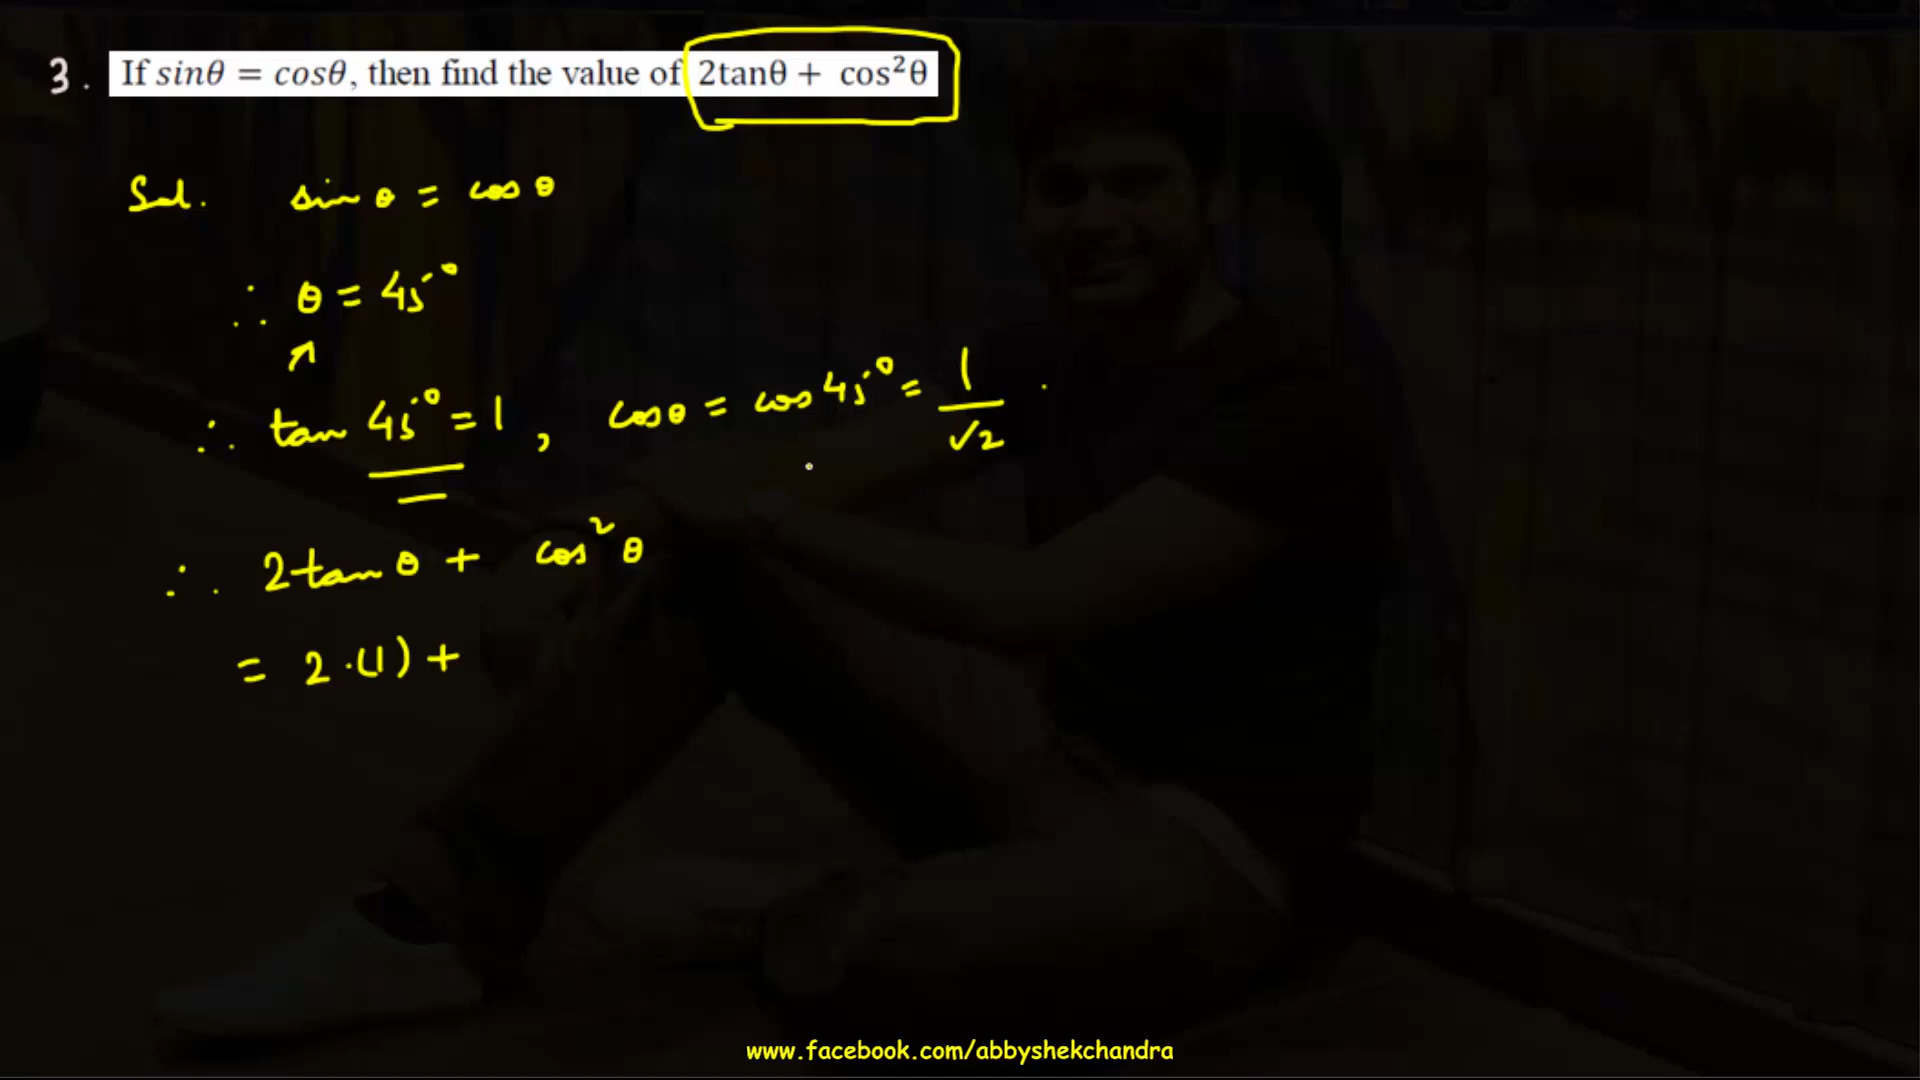 3. If sinθ = cosθ, then find the value of 2tanθ + cos²θ
Sol. sin θ = cos θ
∴ θ = 45°
∴ tan 45° = 1, cosθ = cos 45° = 1/√2.
∴ 2tan θ + cos² θ
= 2·(1) +
www.facebook.com/abbyshekchandra